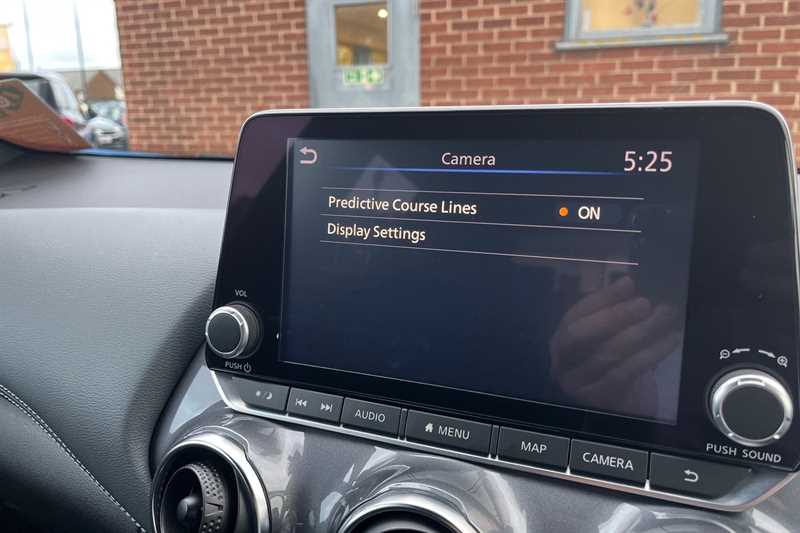 Camera
5:25
Predictive Course Lines ON
Display Settings
VOL
PUSH
AUDIO
MENU
MAP
CAMERA
PUSH SOUND